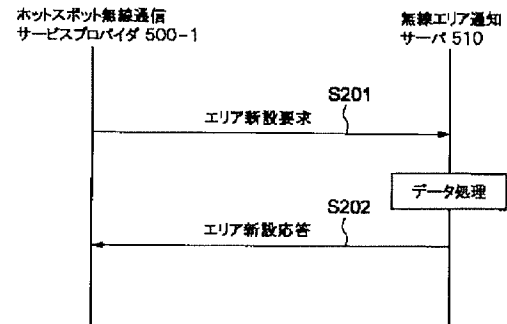 ホットスポット無線通信
サービスプロバイダ 500-1
無線エリア通知
サーバ 510
S201
エリア新設要求
データ処理
S202
エリア新設応答